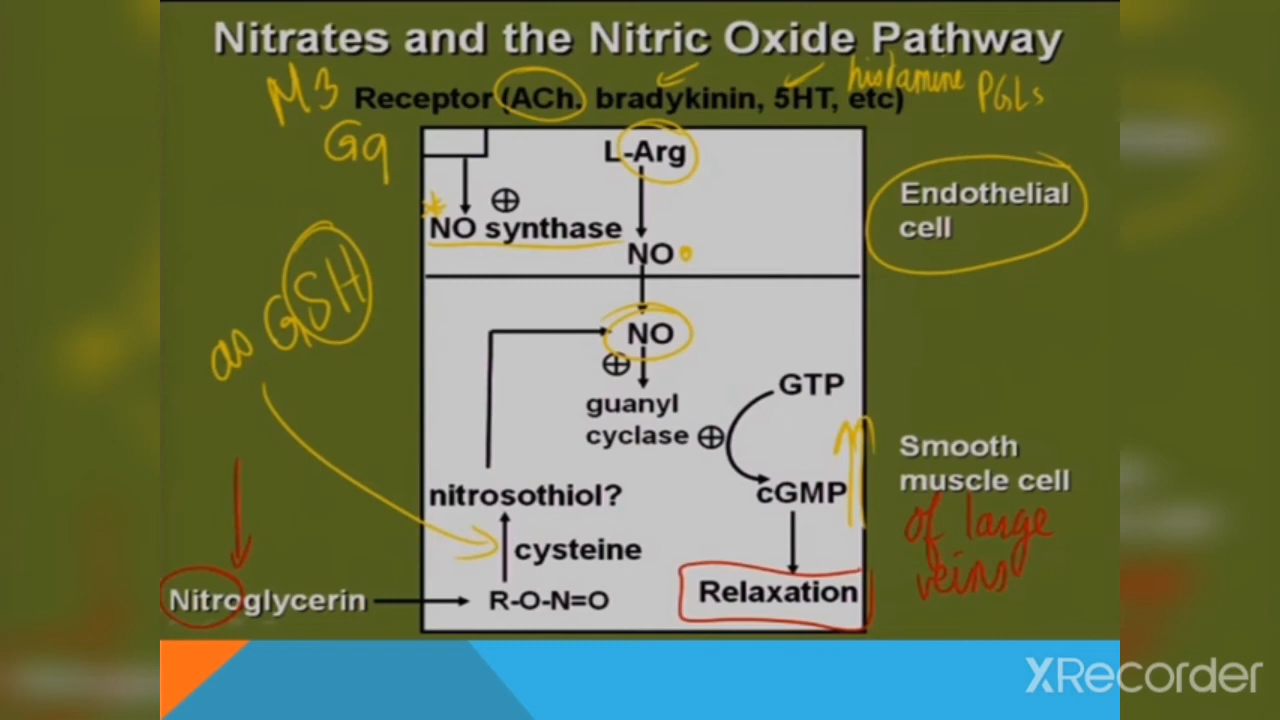 Nitrates and the Nitric Oxide Pathway
M3 Receptor (ACh. bradykinin, 5HT, etc) histamine PGLs
Gq
L-Arg
Endothelial
cell
NO synthase
NO
as GSH
NO
guanyl
cyclase
GTP
cGMP
Smooth
muscle cell
of large
veins
nitrosothiol?
cysteine
Nitroglycerin
R-O-N=O
Relaxation
XRecorder